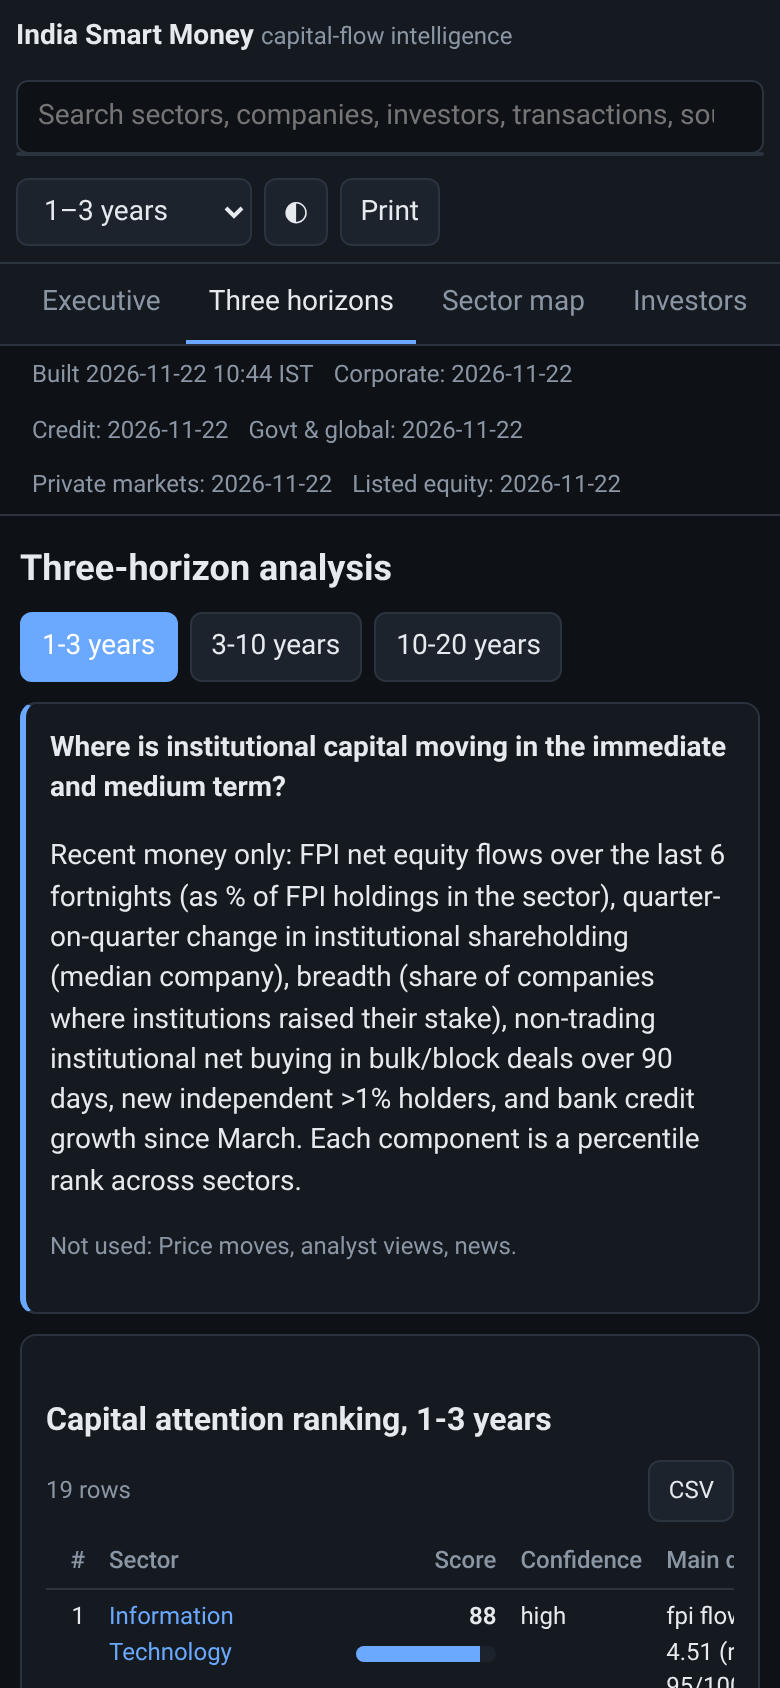 India Smart Money capital-flow intelligence
Search sectors, companies, investors, transactions,
1–3 years ◐ Print
Executive Three horizons Sector map Investors
Built 2026-11-22 10:44 IST Corporate: 2026-11-22
Credit: 2026-11-22 Govt & global: 2026-11-22
Private markets: 2026-11-22 Listed equity: 2026-11-22
Three-horizon analysis
1-3 years 3-10 years 10-20 years
Where is institutional capital moving in the immediate
and medium term?
Recent money only: FPI net equity flows over the last 6
fortnights (as % of FPI holdings in the sector), quarter-
on-quarter change in institutional shareholding
(median company), breadth (share of companies
where institutions raised their stake), non-trading
institutional net buying in bulk/block deals over 90
days, new independent >1% holders, and bank credit
growth since March. Each component is a percentile
rank across sectors.
Not used: Price moves, analyst views, news.
Capital attention ranking, 1-3 years
19 rows CSV
# Sector Score Confidence Main
1 Information 88 high fpi
Technology 4.51